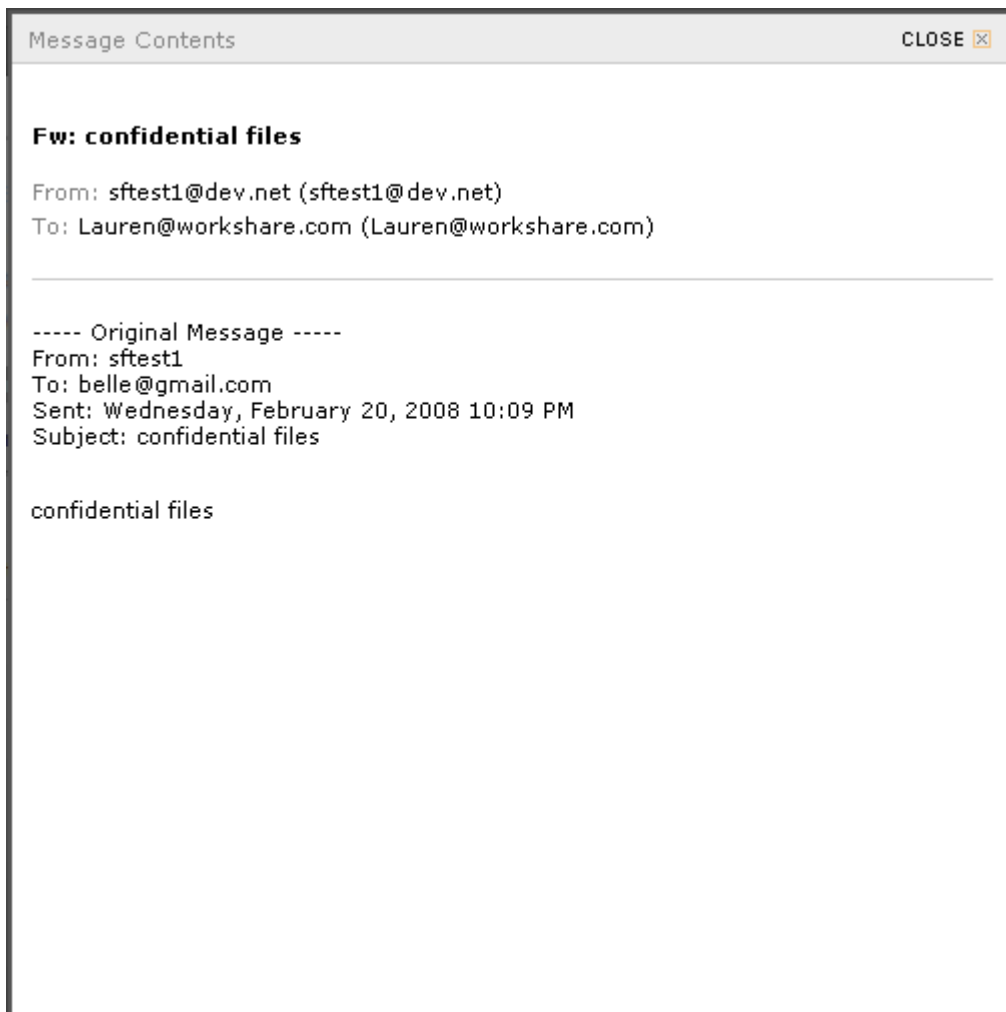 Message Contents CLOSE
Fw: confidential files
From: sftest1@dev.net (sftest1@dev.net)
To: Lauren@workshare.com (Lauren@workshare.com)
----- Original Message -----
From: sftest1
To: belle@gmail.com
Sent: Wednesday, February 20, 2008 10:09 PM
Subject: confidential files
confidential files